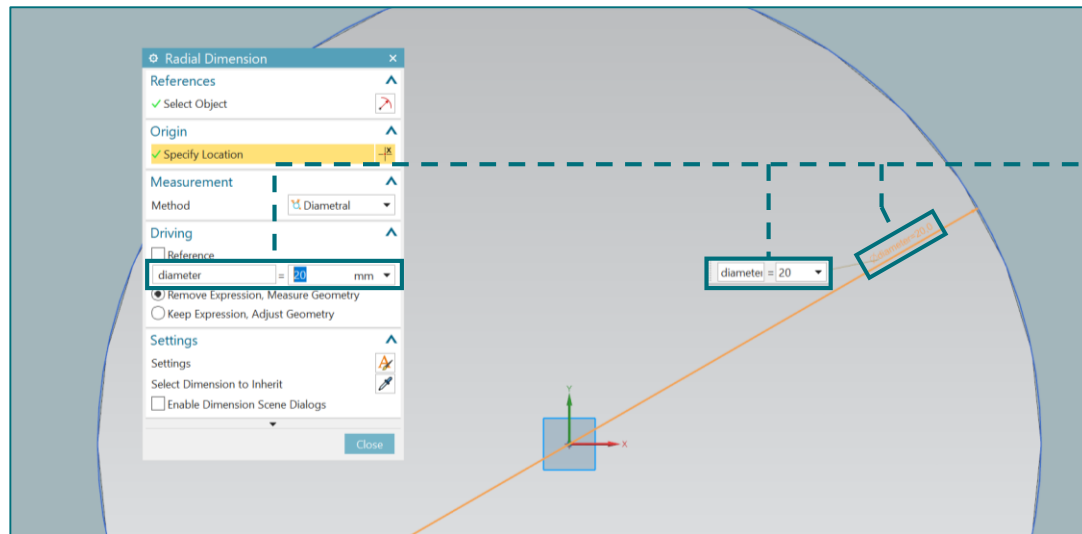 Radial Dimension
References
Select Object
Origin
Specify Location
Measurement
Method Diametral
Driving
Reference
diameter = 20 mm
Remove Expression, Measure Geometry
Keep Expression, Adjust Geometry
Settings
Settings
Select Dimension to Inherit
Enable Dimension Scene Dialogs
Close
diameter = 20
Y
X